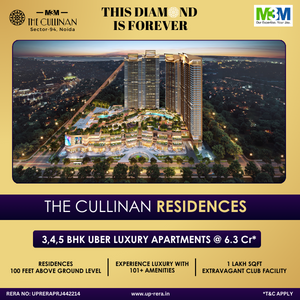 M3M
THE CULLINAN
Sector-94, Noida
THIS DIAMOND
IS FOREVER
M3M
Our Expertise. Your Joy.
THE CULLINAN RESIDENCES
3,4,5 BHK UBER LUXURY APARTMENTS @ 6.3 Cr*
RESIDENCES
100 FEET ABOVE GROUND LEVEL
EXPERIENCE LUXURY WITH
101+ AMENITIES
1 LAKH SQFT
EXTRAVAGANT CLUB FACILITY
RERA NO: UPRERAPRJ442214
www.up-rera.in
*T&C APPLY